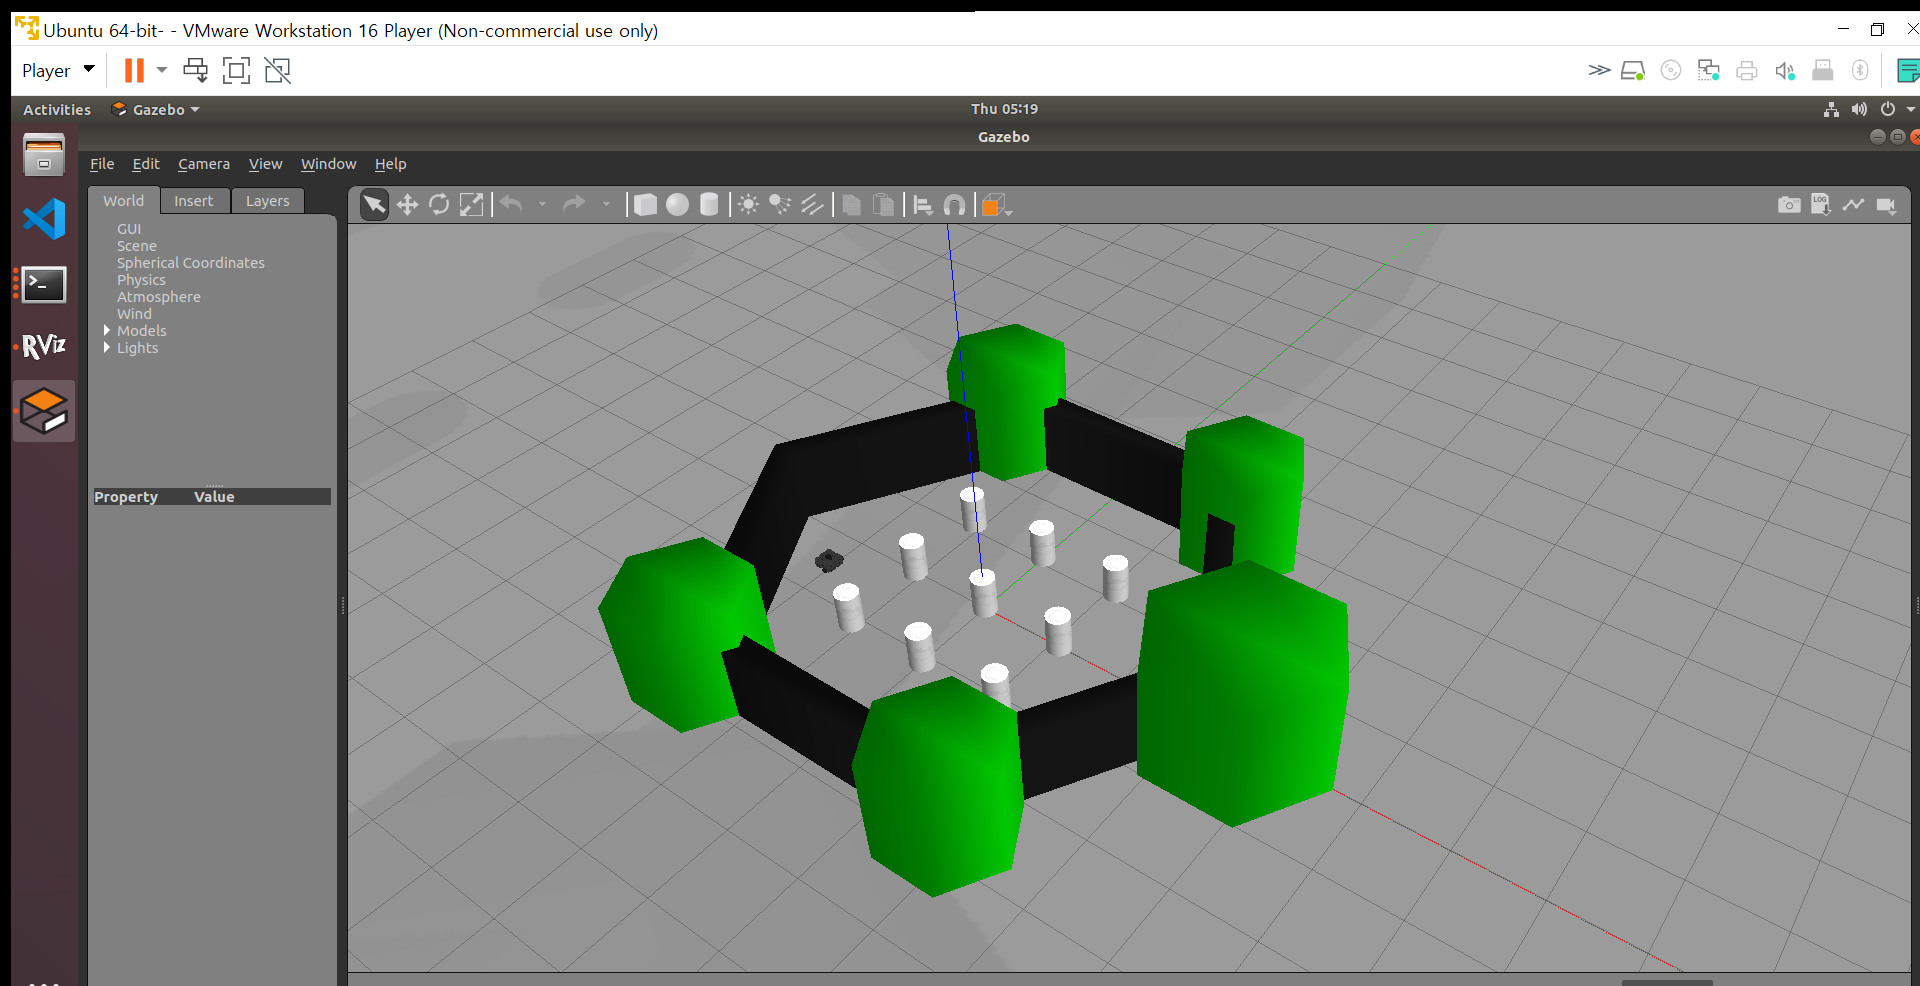 Ubuntu 64-bit- - VMware Workstation 16 Player (Non-commercial use only)
Player
Activities Gazebo Thu 05:19
Gazebo
File Edit Camera View Window Help
World Insert Layers
LOG
GUI
Scene
Spherical Coordinates
Physics
Atmosphere
Wind
Models
Lights
RViz
Property Value